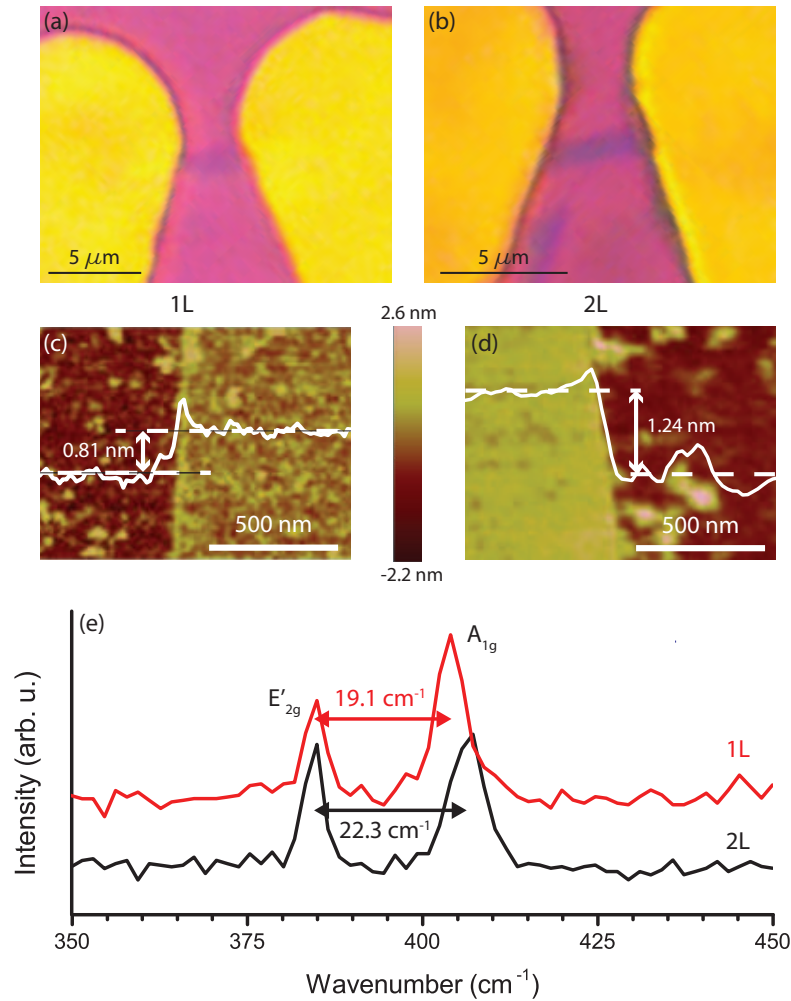 (a)
(b)
5 μm
5 μm
1L
2L
2.6 nm
(c)
(d)
0.81 nm
1.24 nm
500 nm
500 nm
-2.2 nm
(e)
A1g
E'2g
19.1 cm-1
1L
22.3 cm-1
2L
Intensity (arb. u.)
350
375
400
425
450
Wavenumber (cm-1)